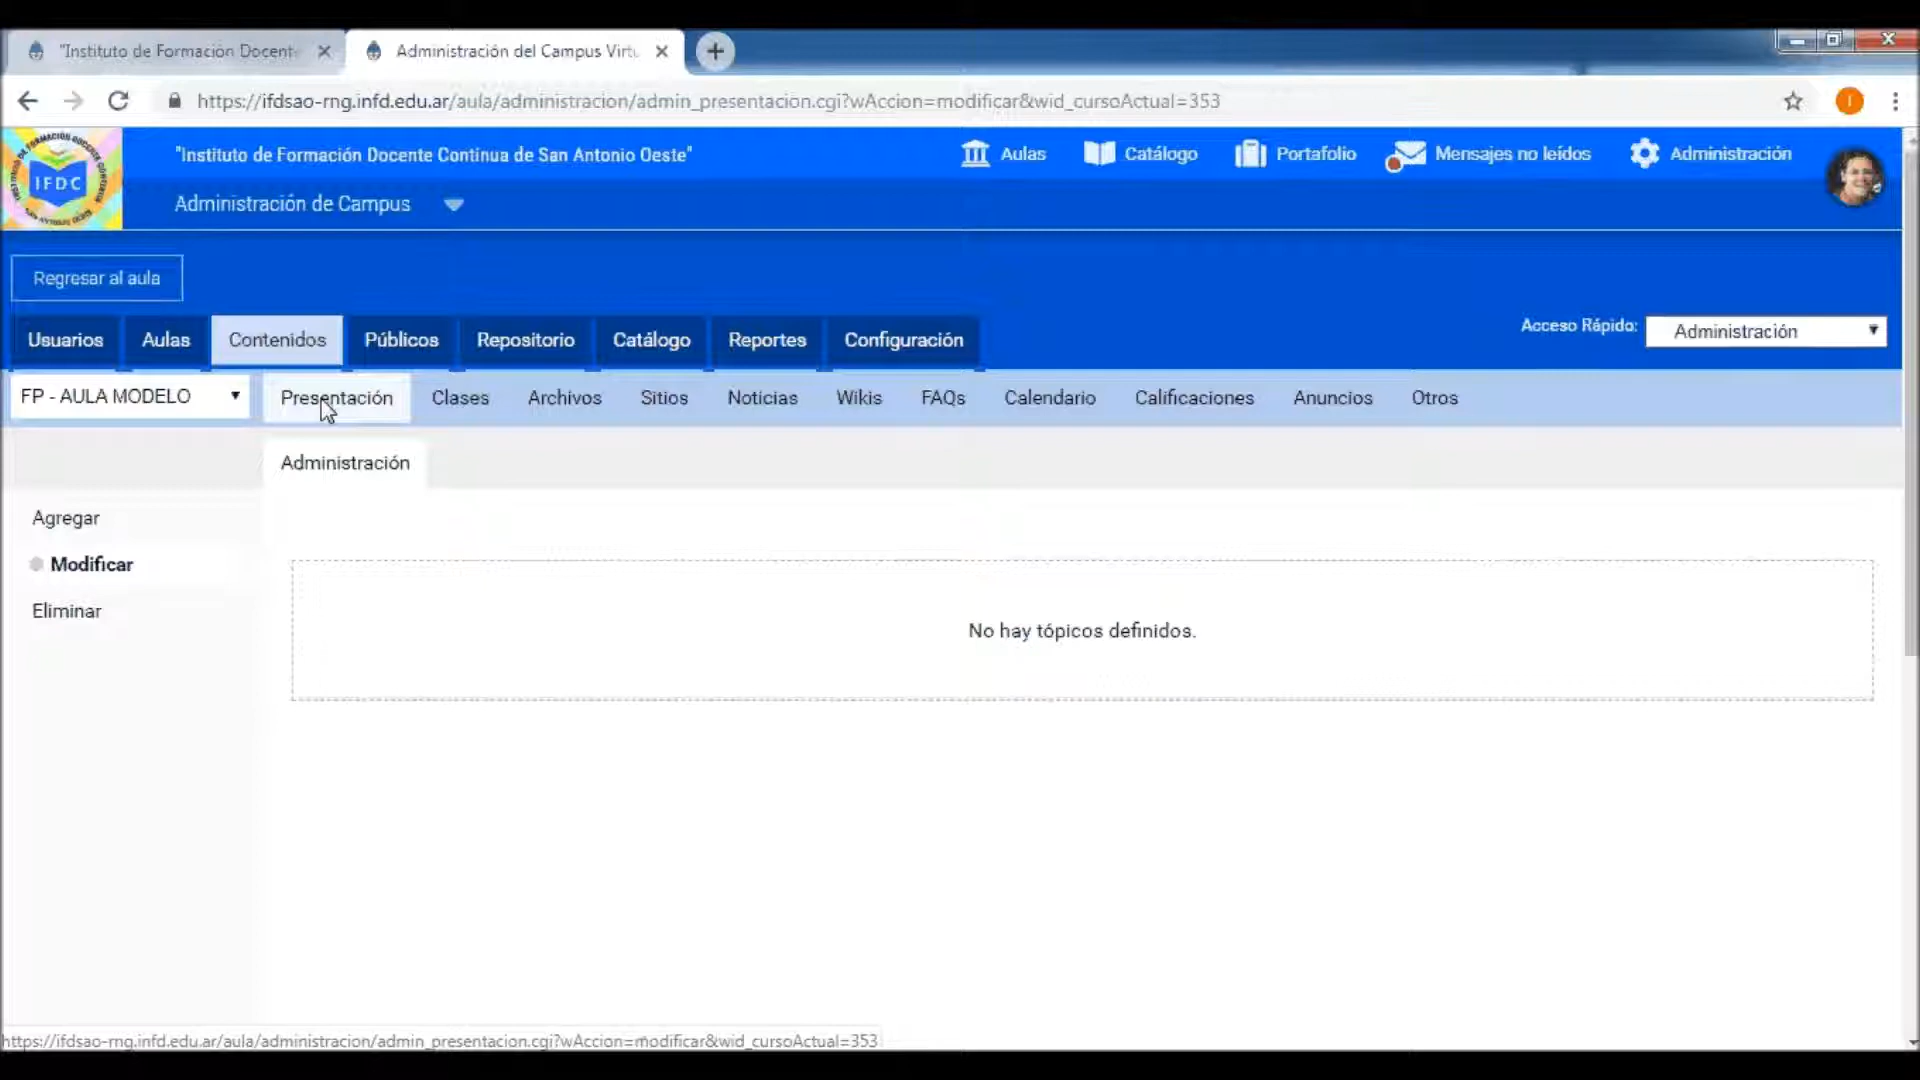 "Instituto de Formación Docent
Administración del Campus Virtu
https://ifdsao-rng.infd.edu.ar/aula/administracion/admin_presentacion.cgi?wAccion=modificar&wid_cursoActual=353
IFDC
"Instituto de Formación Docente Continua de San Antonio Oeste"
Aulas
Catálogo
Portafolio
Mensajes no leídos
Administración
Administración de Campus
Regresar al aula
Usuarios
Aulas
Contenidos
Públicos
Repositorio
Catálogo
Reportes
Configuración
Acceso Rápido:
Administración
FP - AULA MODELO
Presentación
Clases
Archivos
Sitios
Noticias
Wikis
FAQs
Calendario
Calificaciones
Anuncios
Otros
Administración
Agregar
Modificar
Eliminar
No hay tópicos definidos.
https://ifdsao-rng.infd.edu.ar/aula/administracion/admin_presentacion.cgi?wAccion=modificar&wid_cursoActual=353